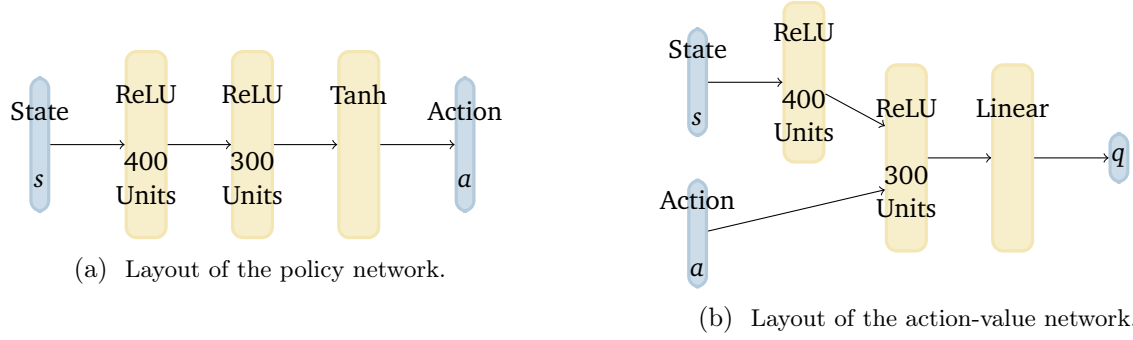 State
s
ReLU
400
Units
ReLU
300
Units
Tanh
Action
a
(a) Layout of the policy network.
State
s
ReLU
400
Units
Action
a
ReLU
300
Units
Linear
q
(b) Layout of the action-value network.